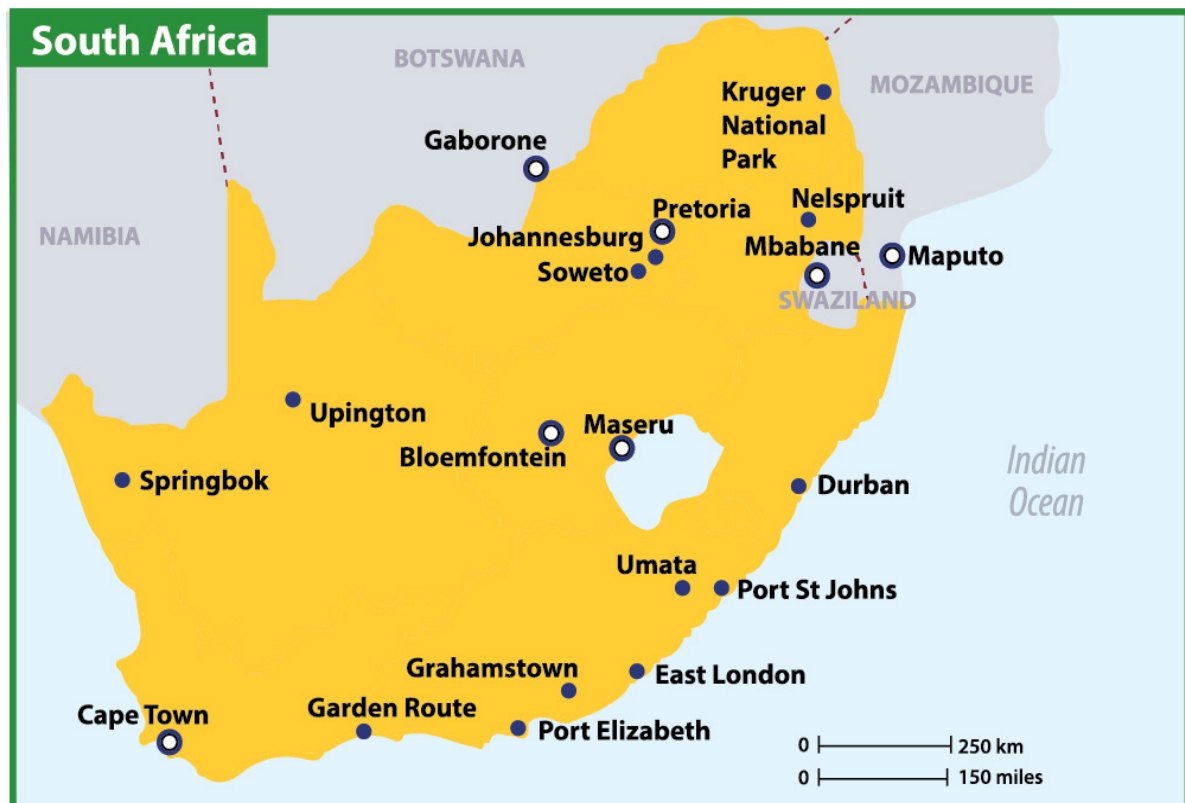 South Africa
BOTSWANA
MOZAMBIQUE
Kruger
National
Park
Gaborone
Nelspruit
Pretoria
NAMIBIA
Johannesburg
Mbabane
Maputo
Soweto
SWAZILAND
Upington
Maseru
Bloemfontein
Springbok
Indian
Ocean
Durban
Umata
Port St Johns
Grahamstown
East London
Garden Route
Cape Town
Port Elizabeth
0 250 km
0 150 miles